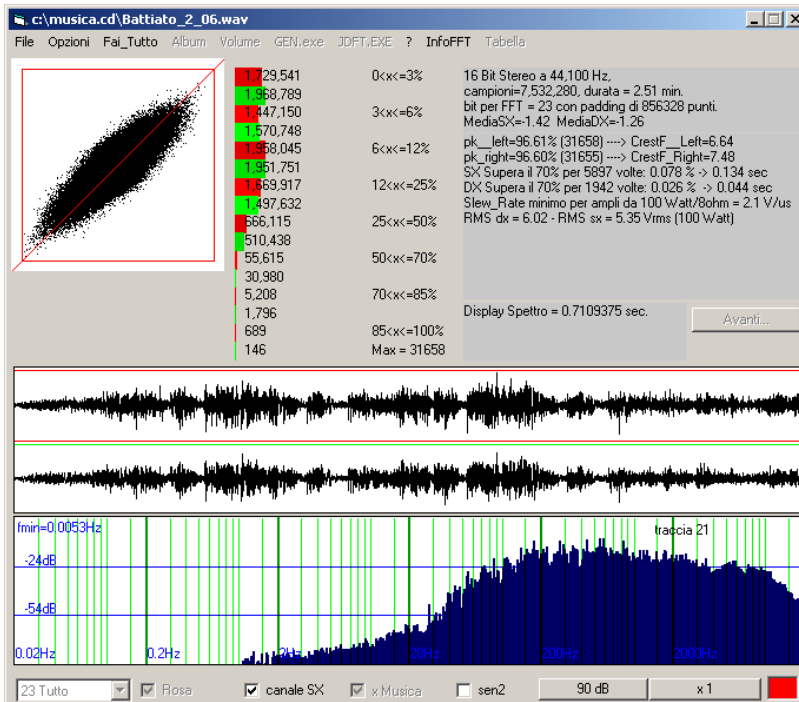 c:\musica.cd\Battiato_2_06.wav
File Opzioni Fai_Tutto Album Volume GEN.exe JDFT.EXE ? InfoFFT Tabella
1,729,541 0<x<=3%
1,968,789
1,447,150 3<x<=6%
1,570,748
1,958,045 6<x<=12%
1,951,751
1,669,917 12<x<=25%
1,497,632
666,115 25<x<=50%
510,438
55,615 50<x<=70%
30,980
5,208 70<x<=85%
1,796
689 85<x<=100%
146 Max = 31658
16 Bit Stereo a 44,100 Hz,
campioni=7,532,280, durata = 2.51 min.
bit per FFT = 23 con padding di 856328 punti.
MediaSX=-1.42 MediaDX=-1.26
pk__left=96.61% (31658) ----> CrestF__Left=6.64
pk_right=96.60% (31655) ----> CrestF_Right=7.48
SX Supera il 70% per 5897 volte: 0.078 % -> 0.134 sec
DX Supera il 70% per 1942 volte: 0.026 % -> 0.044 sec
Slew_Rate minimo per ampli da 100 Watt/8ohm = 2.1 V/us
RMS dx = 6.02 - RMS sx = 5.35 Vrms (100 Watt)
Display Spettro = 0.7109375 sec.
Avanti...
fmin=0.0053Hz
traccia 21
-24dB
-54dB
0.02Hz 0.2Hz 2Hz 20Hz 200Hz 2000Hz
23 Tutto Rosa canale SX x Musica sen2 90 dB x 1